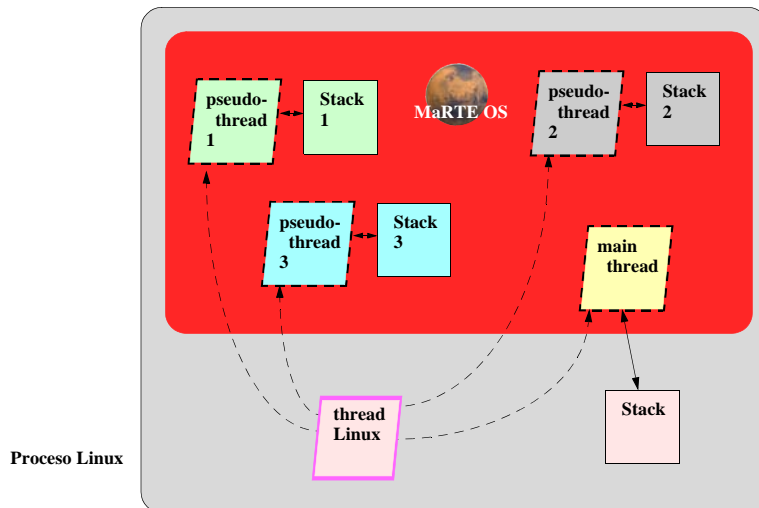 pseudo-
thread
1
Stack
1
MaRTE OS
pseudo-
thread
2
Stack
2
pseudo-
thread
3
Stack
3
main
thread
thread
Linux
Stack
Proceso Linux